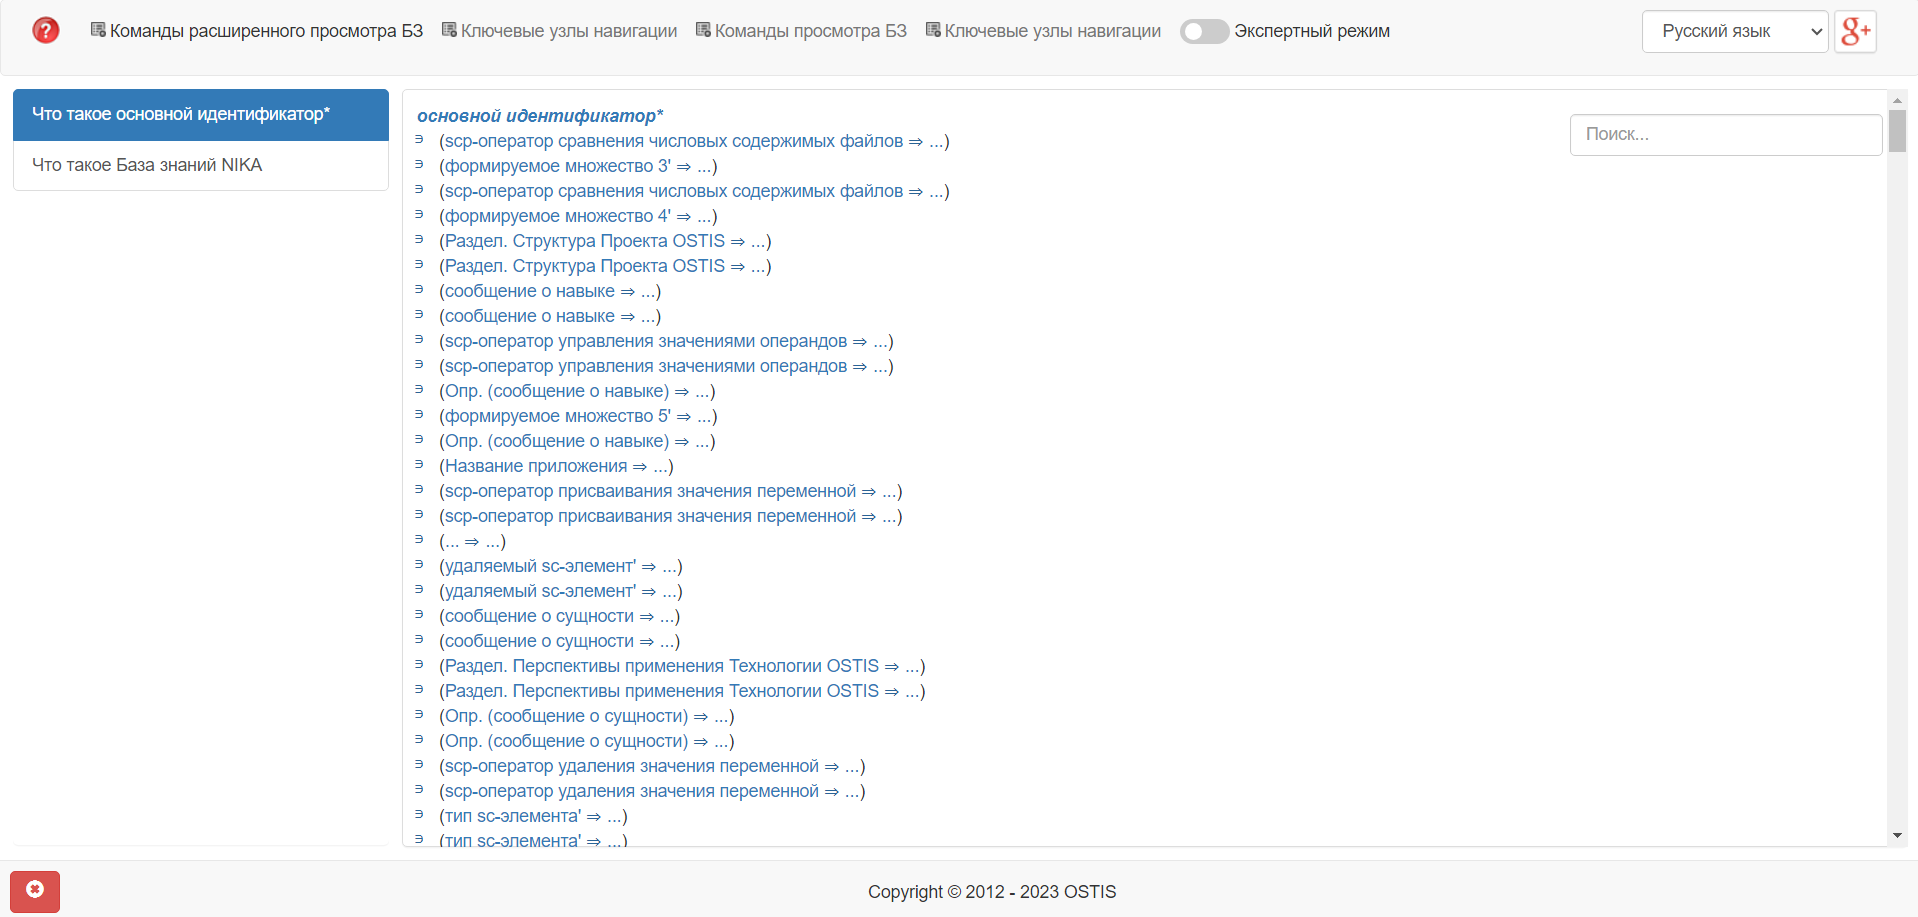 Команды расширенного просмотра БЗ Ключевые узлы навигации Команды просмотра БЗ Ключевые узлы навигации Экспертный режим Русский язык g+
Что такое основной идентификатор*
Что такое База знаний NIKA
основной идентификатор*
Поиск...
∍ (scp-оператор сравнения числовых содержимых файлов ⇒ ...)
∍ (формируемое множество 3' ⇒ ...)
∍ (scp-оператор сравнения числовых содержимых файлов ⇒ ...)
∍ (формируемое множество 4' ⇒ ...)
∍ (Раздел. Структура Проекта OSTIS ⇒ ...)
∍ (Раздел. Структура Проекта OSTIS ⇒ ...)
∍ (сообщение о навыке ⇒ ...)
∍ (сообщение о навыке ⇒ ...)
∍ (scp-оператор управления значениями операндов ⇒ ...)
∍ (scp-оператор управления значениями операндов ⇒ ...)
∍ (Опр. (сообщение о навыке) ⇒ ...)
∍ (формируемое множество 5' ⇒ ...)
∍ (Опр. (сообщение о навыке) ⇒ ...)
∍ (Название приложения ⇒ ...)
∍ (scp-оператор присваивания значения переменной ⇒ ...)
∍ (scp-оператор присваивания значения переменной ⇒ ...)
∍ (... ⇒ ...)
∍ (удаляемый sc-элемент' ⇒ ...)
∍ (удаляемый sc-элемент' ⇒ ...)
∍ (сообщение о сущности ⇒ ...)
∍ (сообщение о сущности ⇒ ...)
∍ (Раздел. Перспективы применения Технологии OSTIS ⇒ ...)
∍ (Раздел. Перспективы применения Технологии OSTIS ⇒ ...)
∍ (Опр. (сообщение о сущности) ⇒ ...)
∍ (Опр. (сообщение о сущности) ⇒ ...)
∍ (scp-оператор удаления значения переменной ⇒ ...)
∍ (scp-оператор удаления значения переменной ⇒ ...)
∍ (тип sc-элемента' ⇒ ...)
∍ (тип sc-элемента' ⇒ ...)
Copyright © 2012 - 2023 OSTIS